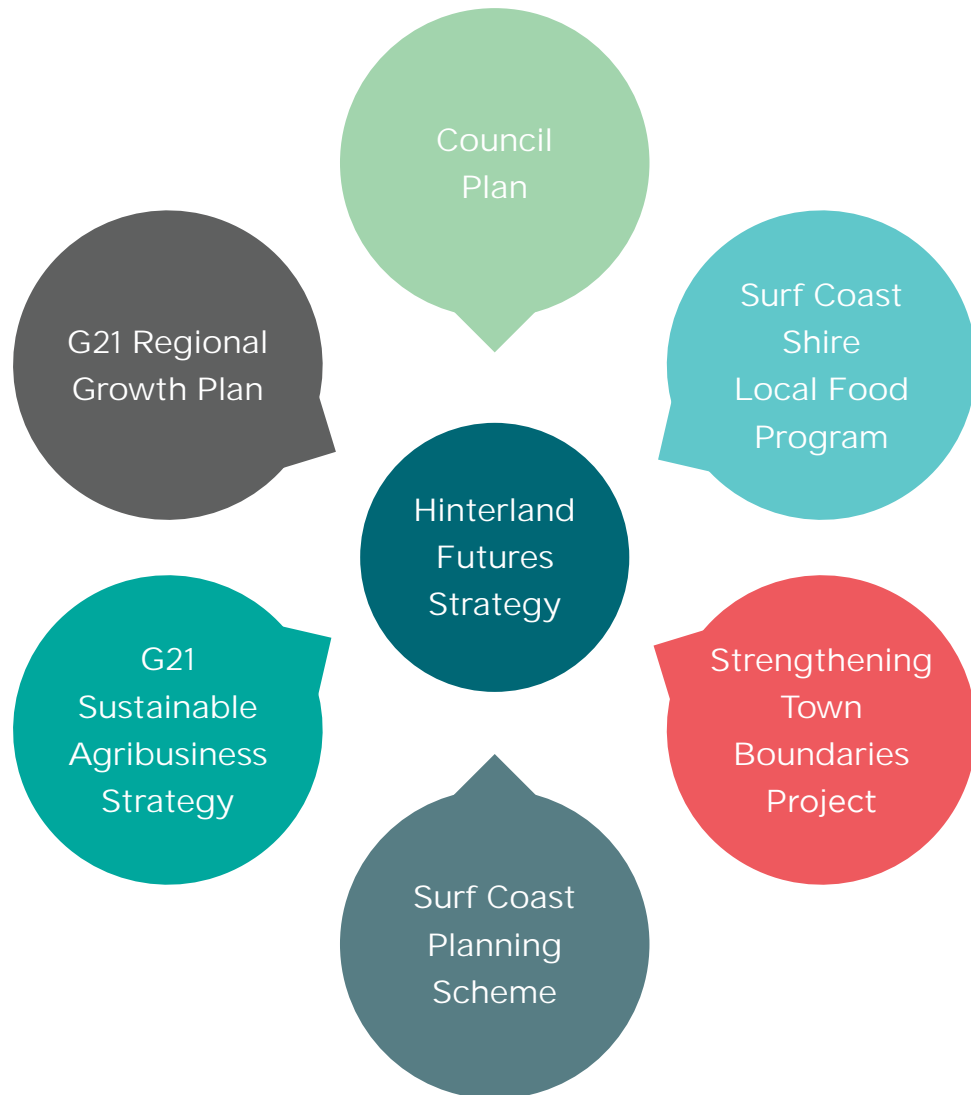 Council
Plan
G21 Regional
Growth Plan
Surf Coast
Shire
Local Food
Program
Hinterland
Futures
Strategy
G21
Sustainable
Agribusiness
Strategy
Strengthening
Town
Boundaries
Project
Surf Coast
Planning
Scheme